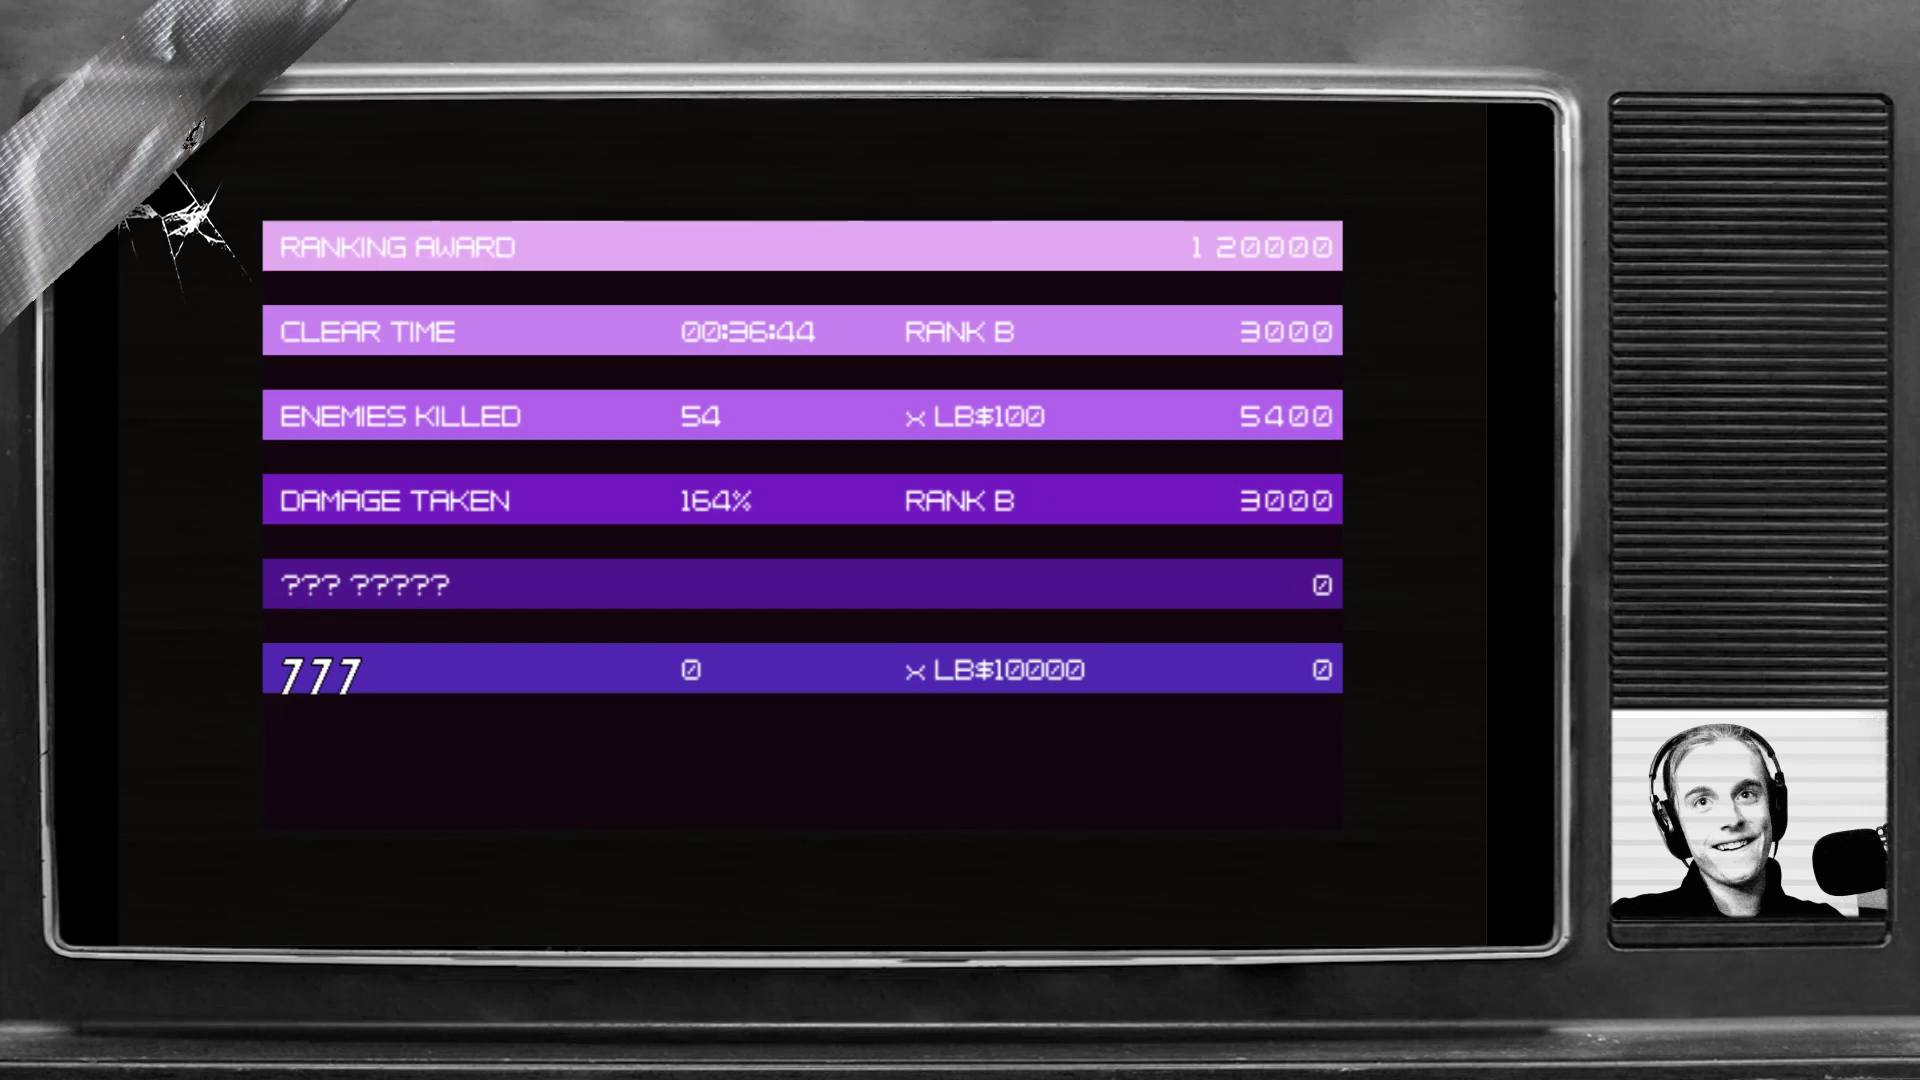 RANKING AWARD 1 20000
CLEAR TIME 00:36:44 RANK B 3000
ENEMIES KILLED 54 x LB$100 5400
DAMAGE TAKEN 164% RANK B 3000
??? ????? 0
777 0 x LB$10000 0